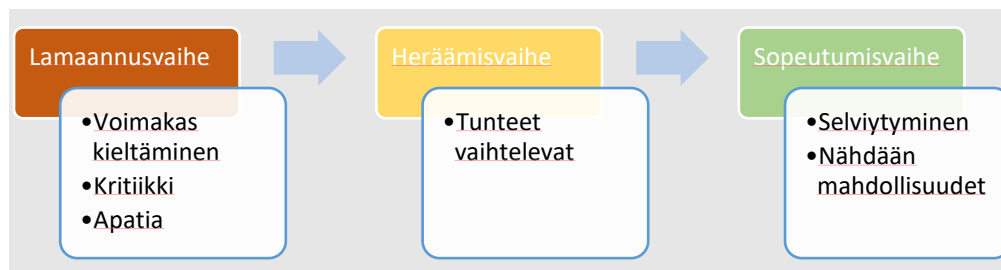 Lamaannusvaihe
•Voimakas
kieltäminen
•Kritiikki
•Apatia
Heräämisvaihe
•Tunteet
vaihtelevat
Sopeutumisvaihe
•Selviytyminen
•Nähdään
mahdollisuudet